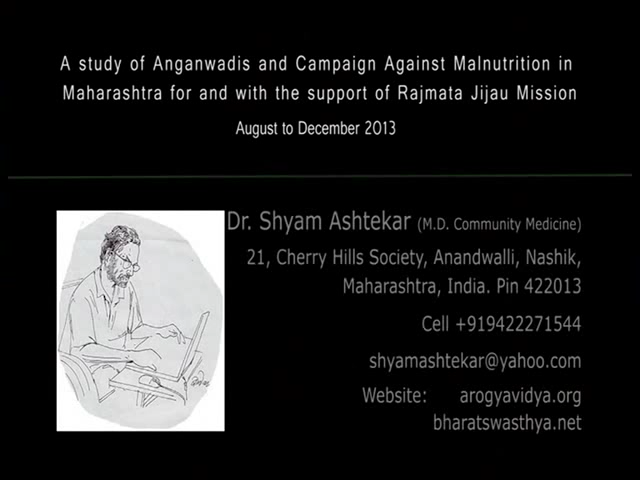 A study of Anganwadis and Campaign Against Malnutrition in
Maharashtra for and with the support of Rajmata Jijau Mission
August to December 2013
Dr. Shyam Ashtekar (M.D. Community Medicine)
21, Cherry Hills Society, Anandwalli, Nashik,
Maharashtra, India. Pin 422013
Cell +919422271544
shyamashtekar@yahoo.com
Website: arogyavidya.org
bharatswasthya.net